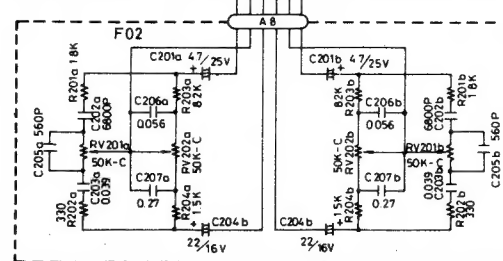 A8
F02
C201a 47/25V
R201a 1.8K
R203a 8.2K
C202a 6800P
C206a 0.056
560P C205a
RV201a 50K-C
RV202a 50K-C
C203a 0.039
C207a 0.27
330 R202a
R204a 1.5K
C204b 22/16V
C201b 47/25V
8.2K R203b
R201b 1.8K
C206b 0.056
6800P C202b
560P C205b
50K-C RV202b
RV201b 50K-C
C207b 0.27
0.039 C203b
1.5K R204b
330 R202b
C204b 22/16V